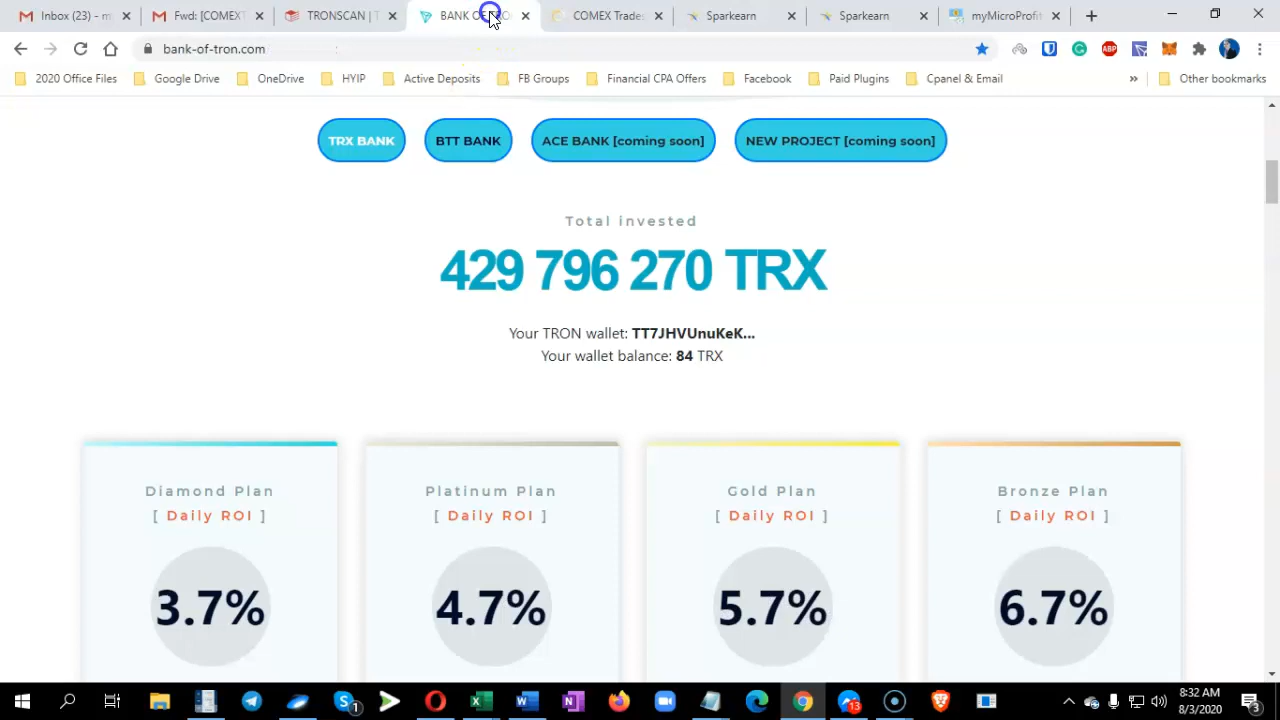 Inbox (23) - m
Fwd: [COMEX
TRONSCAN | T
BANK OF TRO
COMEX Trades
Sparkearn
Sparkearn
myMicroProfit
bank-of-tron.com
2020 Office Files
Google Drive
OneDrive
HYIP
Active Deposits
FB Groups
Financial CPA Offers
Facebook
Paid Plugins
Cpanel & Email
»
Other bookmarks
TRX BANK
BTT BANK
ACE BANK [coming soon]
NEW PROJECT [coming soon]
Total invested
429 796 270 TRX
Your TRON wallet: TT7JHVUnuKeK...
Your wallet balance: 84 TRX
Diamond Plan
[ Daily ROI ]
3.7%
Platinum Plan
[ Daily ROI ]
4.7%
Gold Plan
[ Daily ROI ]
5.7%
Bronze Plan
[ Daily ROI ]
6.7%
8:32 AM
8/3/2020